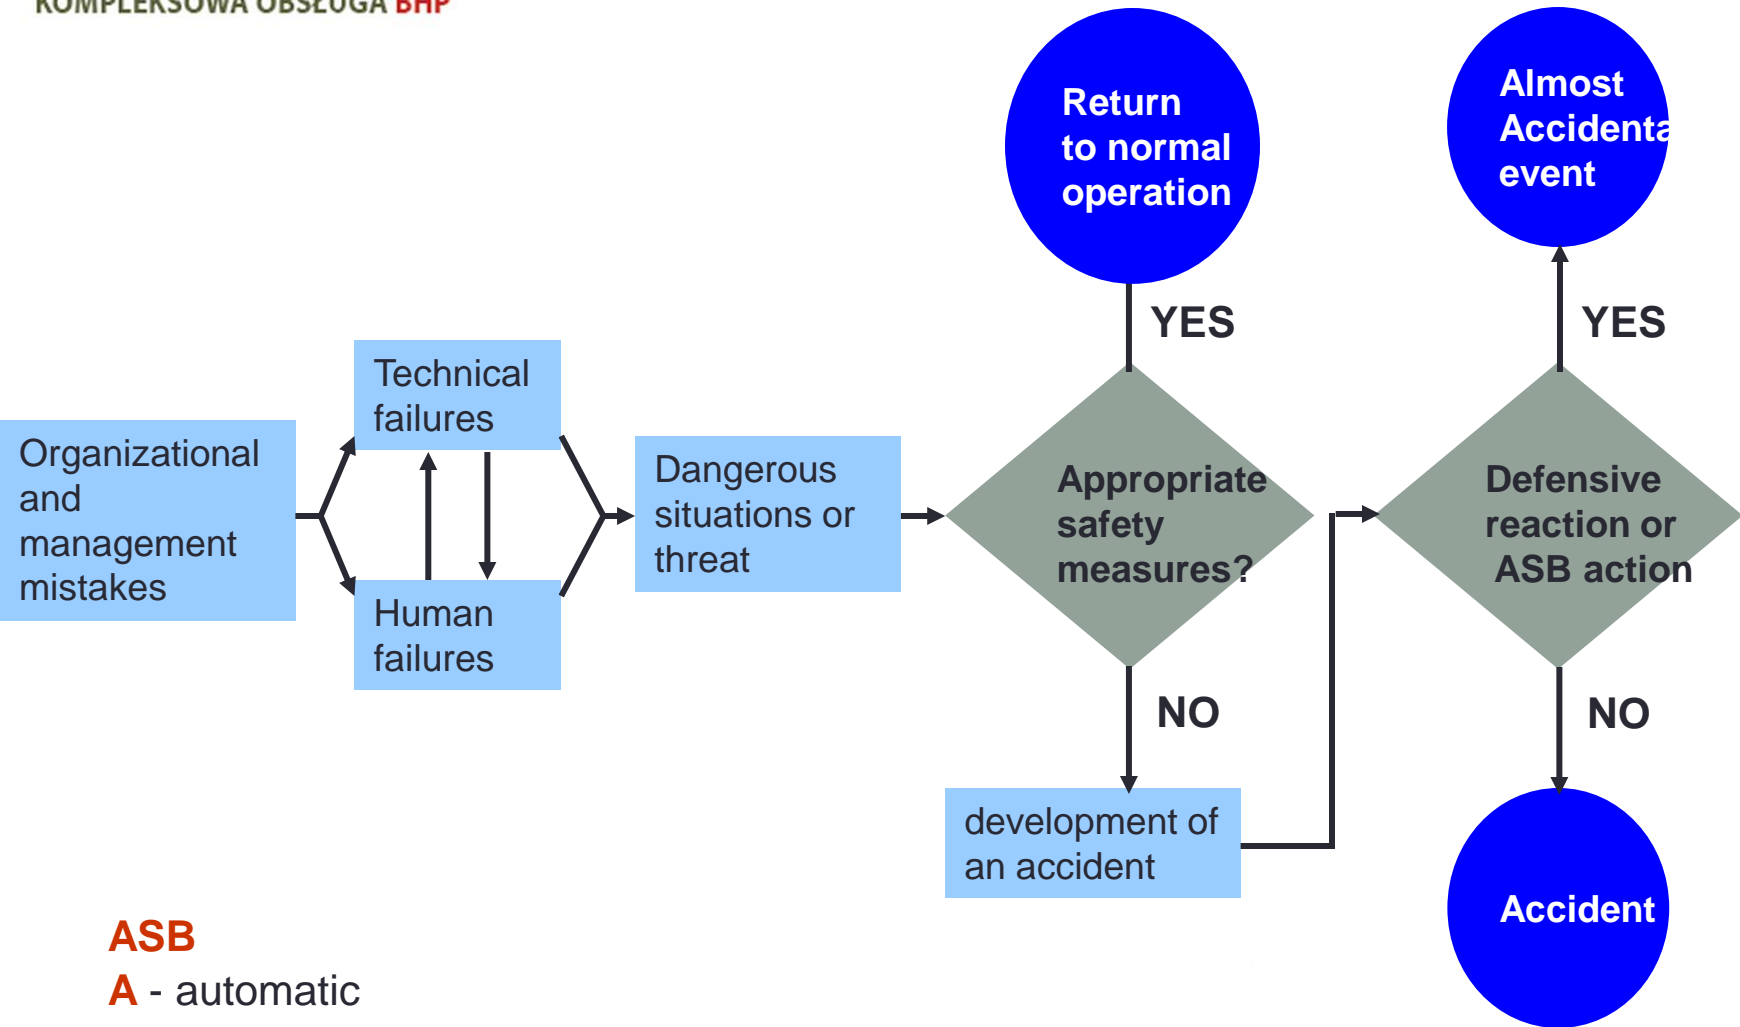 KOMPLEKSOWA OBSŁUGA BHP
Return
to normal
operation
Almost
Accidenta
event
YES
YES
Technical
failures
Organizational
and
management
mistakes
Dangerous
situations or
threat
Appropriate
safety
measures?
Defensive
reaction or
ASB action
Human
failures
NO
NO
development of
an accident
Accident
ASB
A - automatic